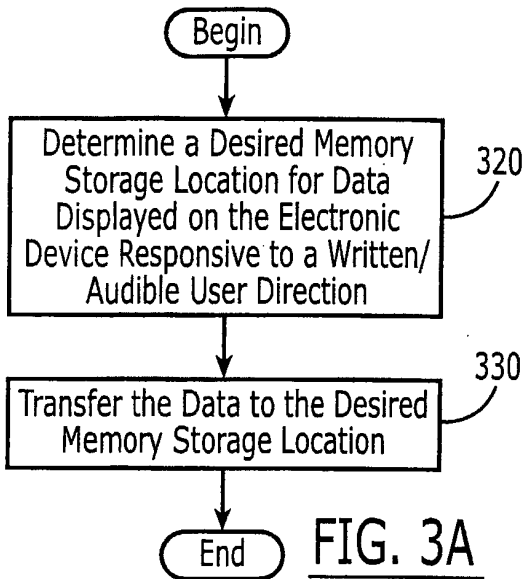 Begin
Determine a Desired Memory
Storage Location for Data
Displayed on the Electronic
Device Responsive to a Written/
Audible User Direction
320
Transfer the Data to the Desired
Memory Storage Location
330
End
FIG. 3A